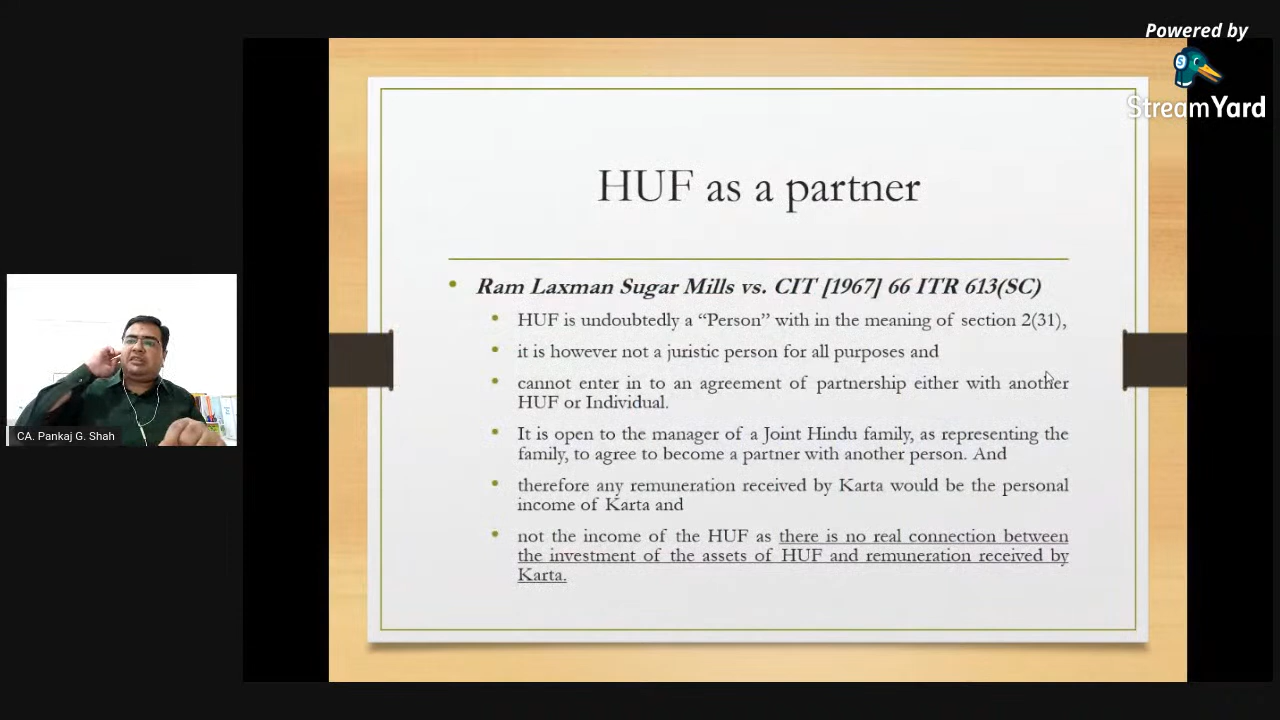 Powered by
StreamYard
HUF as a partner
• Ram Laxman Sugar Mills vs. CIT [1967] 66 ITR 613(SC)
• HUF is undoubtedly a “Person” with in the meaning of section 2(31),
• it is however not a juristic person for all purposes and
• cannot enter in to an agreement of partnership either with another
HUF or Individual.
• It is open to the manager of a Joint Hindu family, as representing the
family, to agree to become a partner with another person. And
• therefore any remuneration received by Karta would be the personal
income of Karta and
• not the income of the HUF as there is no real connection between
the investment of the assets of HUF and remuneration received by
Karta.
CA. Pankaj G. Shah